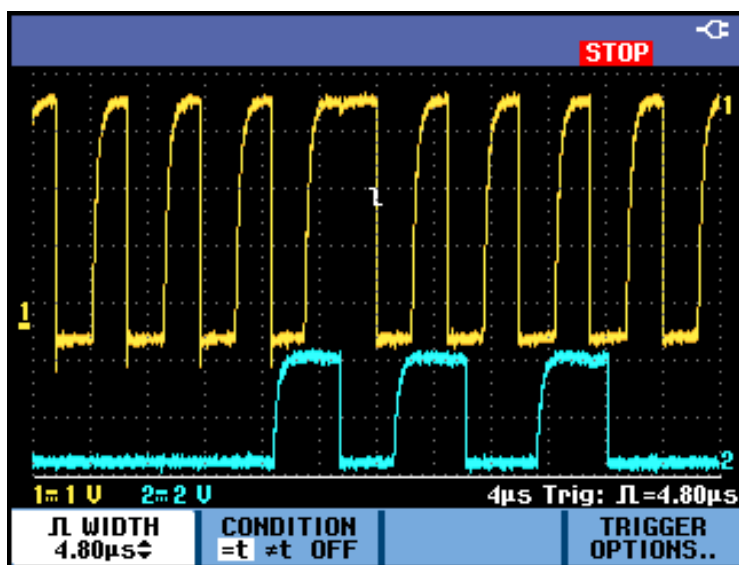 STOP
1
1
2
1⎓1 V 2⎓2 V 4µs Trig: ⎍=4.80µs
⎍ WIDTH
4.80µs
CONDITION
=t ≠t OFF
TRIGGER
OPTIONS..